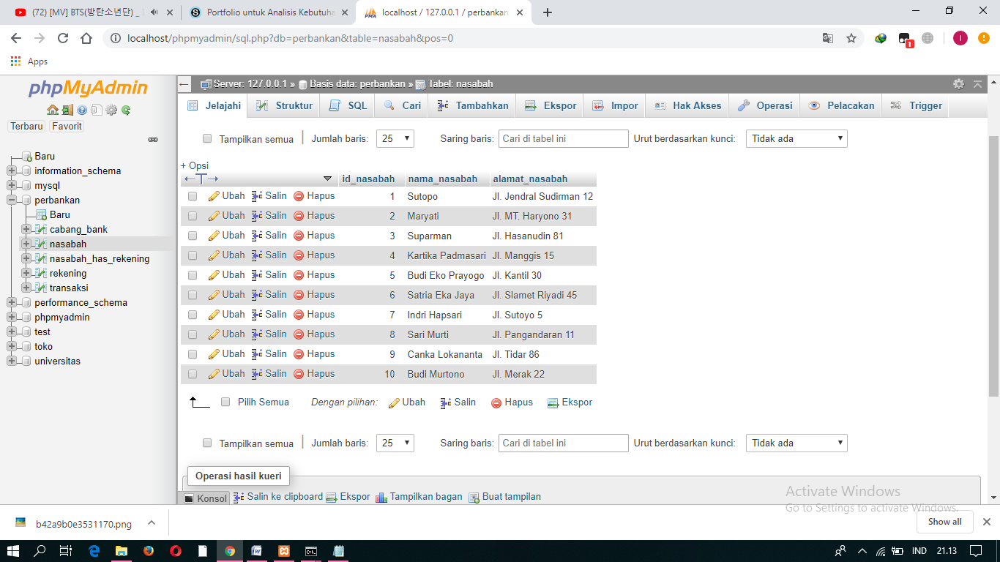 (72) [MV] BTS(방탄소년단) _
Portfolio untuk Analisis Kebutuha
localhost / 127.0.0.1 / perbankan
localhost/phpmyadmin/sql.php?db=perbankan&table=nasabah&pos=0
1
I
Apps
phpMyAdmin
Terbaru Favorit
Baru
information_schema
mysql
perbankan
Baru
cabang_bank
nasabah
nasabah_has_rekening
rekening
transaksi
performance_schema
phpmyadmin
test
toko
universitas
Server: 127.0.0.1 » Basis data: perbankan » Tabel: nasabah
Jelajahi Struktur SQL Cari Tambahkan Ekspor Impor Hak Akses Operasi Pelacakan Trigger
Tampilkan semua Jumlah baris: 25 Saring baris: Cari di tabel ini Urut berdasarkan kunci: Tidak ada
+ Opsi
id_nasabah nama_nasabah alamat_nasabah
Ubah Salin Hapus 1 Sutopo Jl. Jendral Sudirman 12
Ubah Salin Hapus 2 Maryati Jl. MT. Haryono 31
Ubah Salin Hapus 3 Suparman Jl. Hasanudin 81
Ubah Salin Hapus 4 Kartika Padmasari Jl. Manggis 15
Ubah Salin Hapus 5 Budi Eko Prayogo Jl. Kantil 30
Ubah Salin Hapus 6 Satria Eka Jaya Jl. Slamet Riyadi 45
Ubah Salin Hapus 7 Indri Hapsari Jl. Sutoyo 5
Ubah Salin Hapus 8 Sari Murti Jl. Pangandaran 11
Ubah Salin Hapus 9 Canka Lokananta Jl. Tidar 86
Ubah Salin Hapus 10 Budi Murtono Jl. Merak 22
Pilih Semua Dengan pilihan: Ubah Salin Hapus Ekspor
Tampilkan semua Jumlah baris: 25 Saring baris: Cari di tabel ini Urut berdasarkan kunci: Tidak ada
Operasi hasil kueri
Konsol Salin ke clipboard Ekspor Tampilkan bagan Buat tampilan
Activate Windows
Go to Settings to activate Windows.
b42a9b0e3531170.png
Show all
IND 21.13